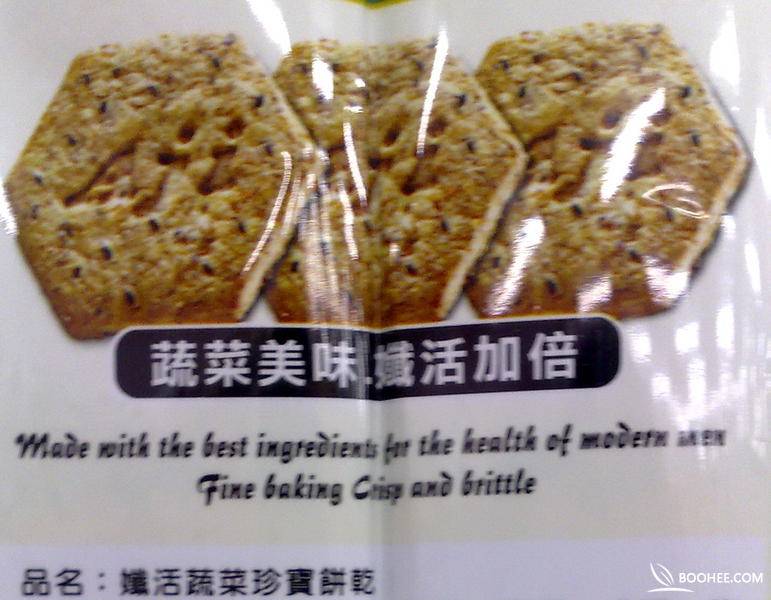 蔬菜美味 孅活加倍
Made with the best ingredients for the health of modern men
Fine baking Crisp and brittle
品名：孅活蔬菜珍寶餅乾
BOOHEE.COM